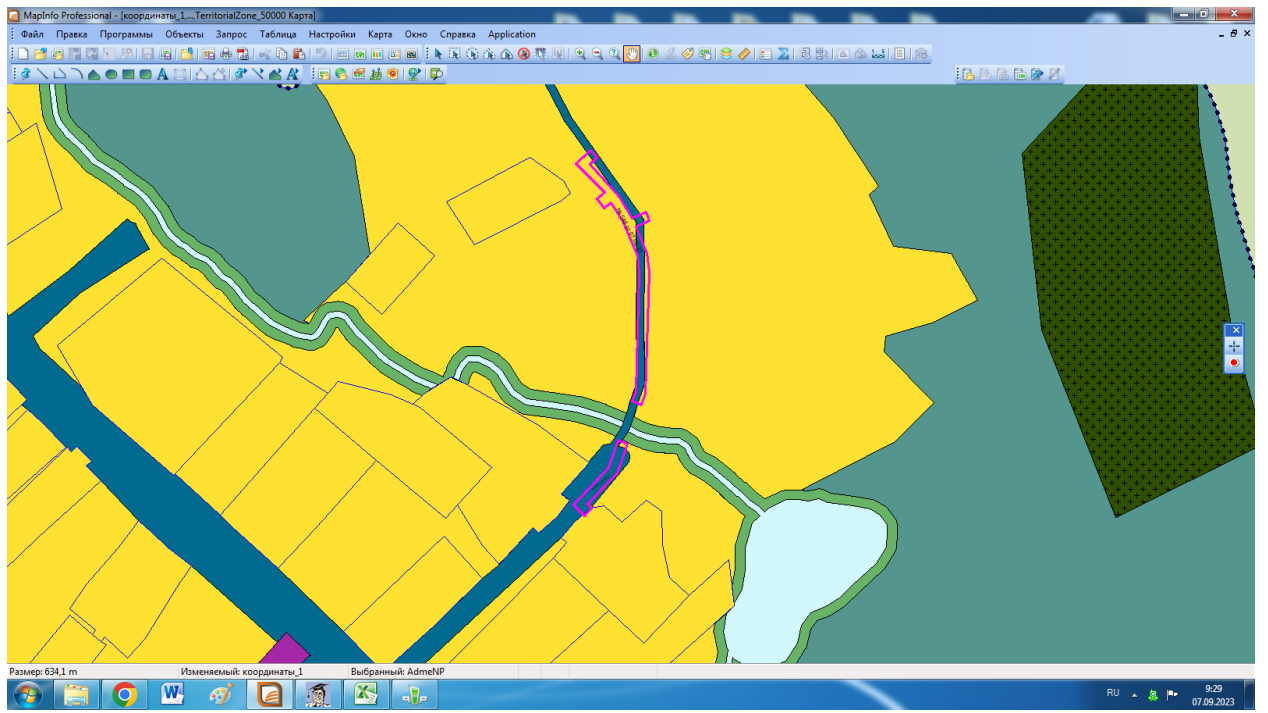 MapInfo Professional - [координаты_1,...,TerritorialZone_50000 Карта]
Файл Правка Программы Объекты Запрос Таблица Настройки Карта Окно Справка Application
Размер: 634,1 m Изменяемый: координаты_1 Выбранный: AdmeNP
RU 9:29
07.09.2023